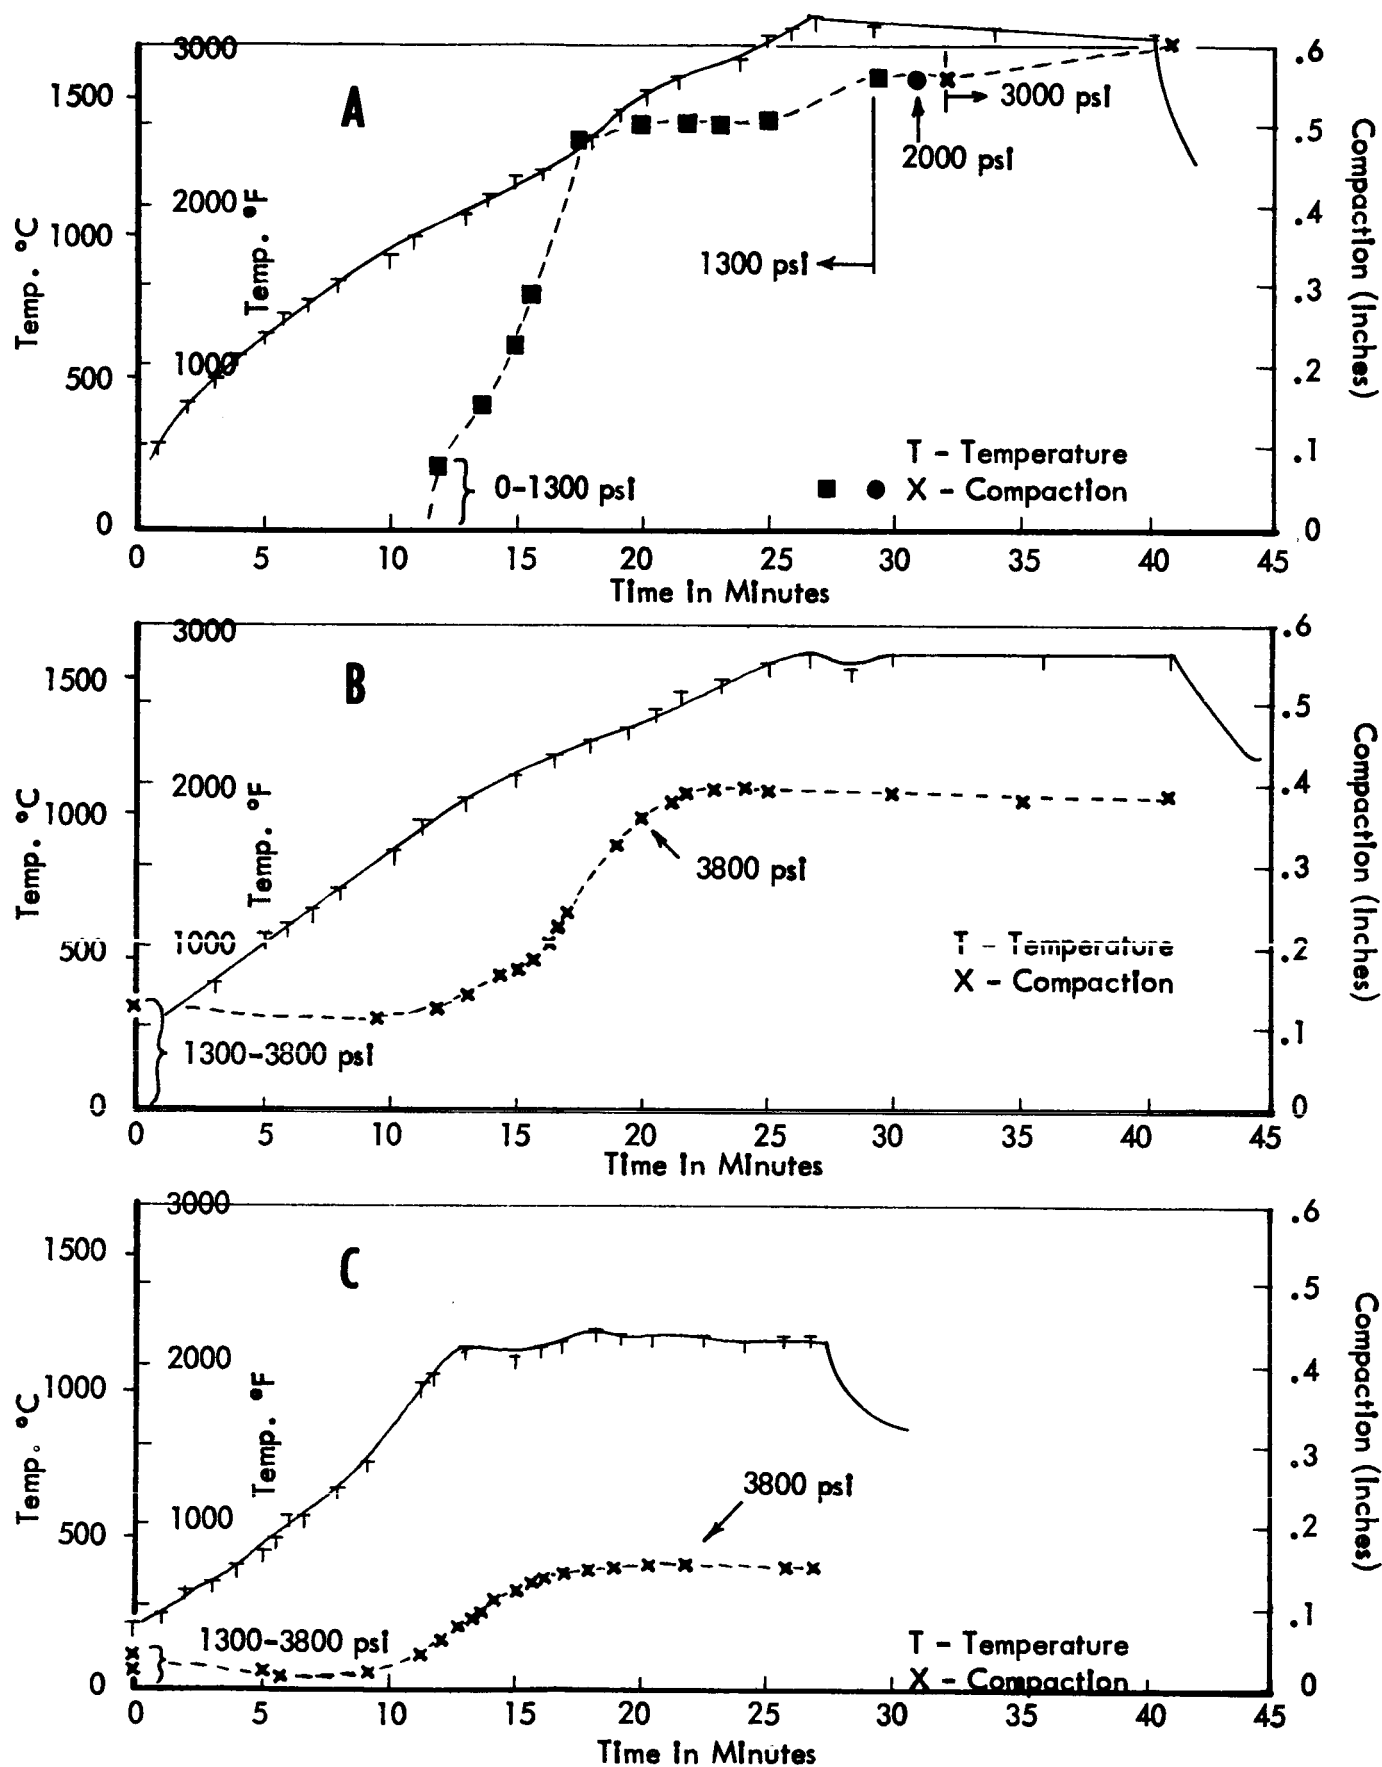 A
3000
1500
2000
1000
1000
500
0
Temp. °C
Temp. °F
.6
.5
.4
.3
.2
.1
0
Compaction (Inches)
3000 psi
2000 psi
1300 psi
0-1300 psi
T - Temperature
■ ● X - Compaction
0 5 10 15 20 25 30 35 40 45
Time in Minutes
B
3000
1500
2000
1000
1000
500
0
Temp. °C
Temp. °F
.6
.5
.4
.3
.2
.1
0
Compaction (Inches)
3800 psi
1300-3800 psi
T - Temperature
X - Compaction
0 5 10 15 20 25 30 35 40 45
Time in Minutes
C
3000
1500
2000
1000
1000
500
0
Temp. °C
Temp. °F
.6
.5
.4
.3
.2
.1
0
Compaction (Inches)
3800 psi
1300-3800 psi
T - Temperature
X - Compaction
0 5 10 15 20 25 30 35 40 45
Time in Minutes